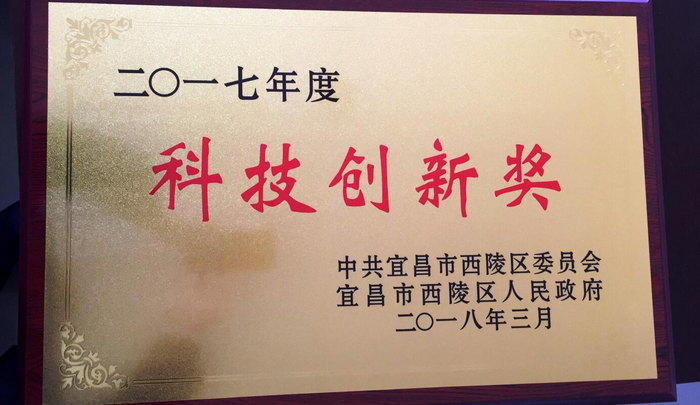 二〇一七年度
科技创新奖
中共宜昌市西陵区委员会
宜昌市西陵区人民政府
二〇一八年三月